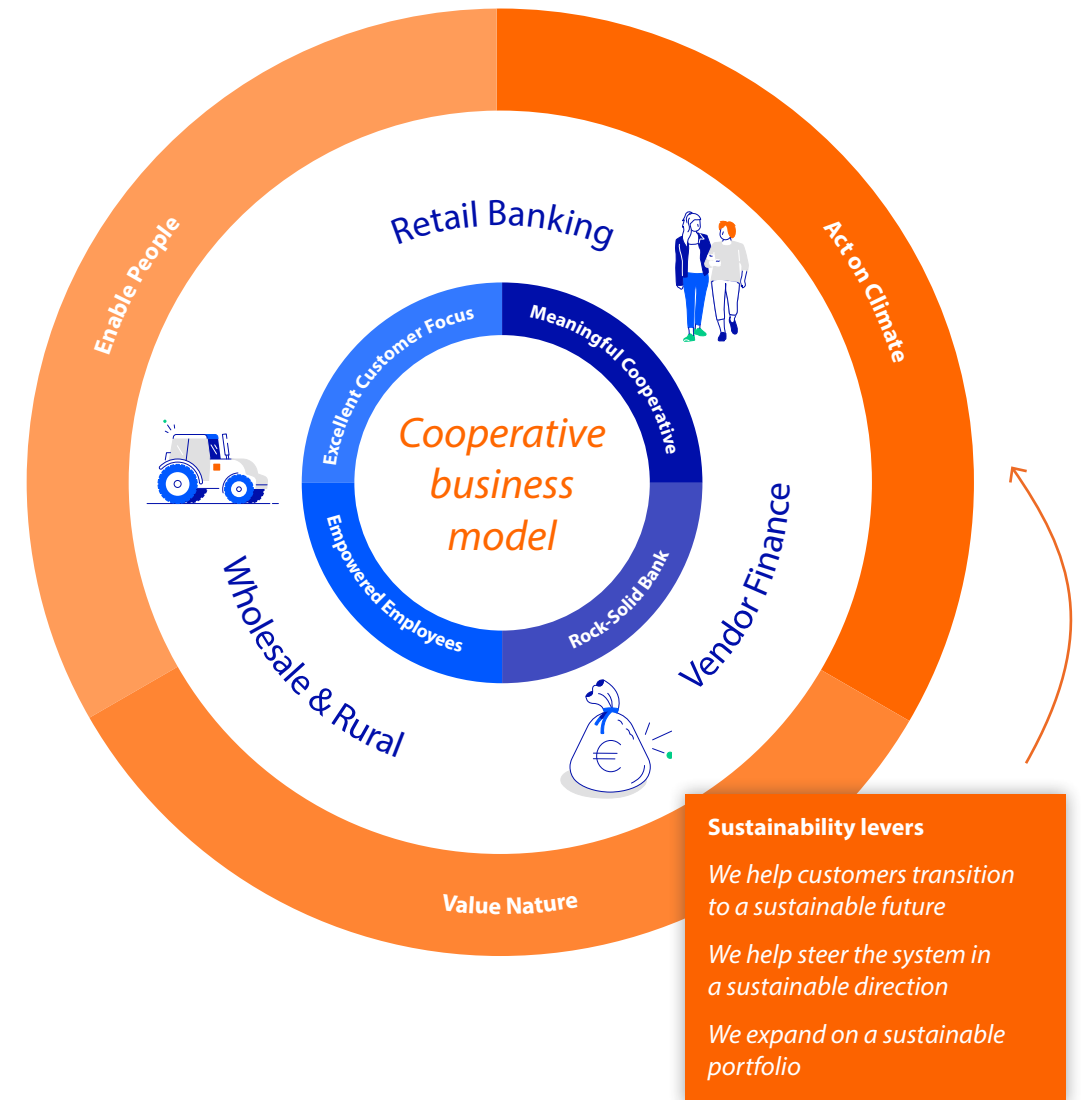 Enable People
Act on Climate
Value Nature
Retail Banking
Vendor Finance
Wholesale & Rural
Excellent Customer Focus
Meaningful Cooperative
Empowered Employees
Rock-Solid Bank
Cooperative
business
model
€
Sustainability levers
We help customers transition
to a sustainable future
We help steer the system in
a sustainable direction
We expand on a sustainable
portfolio